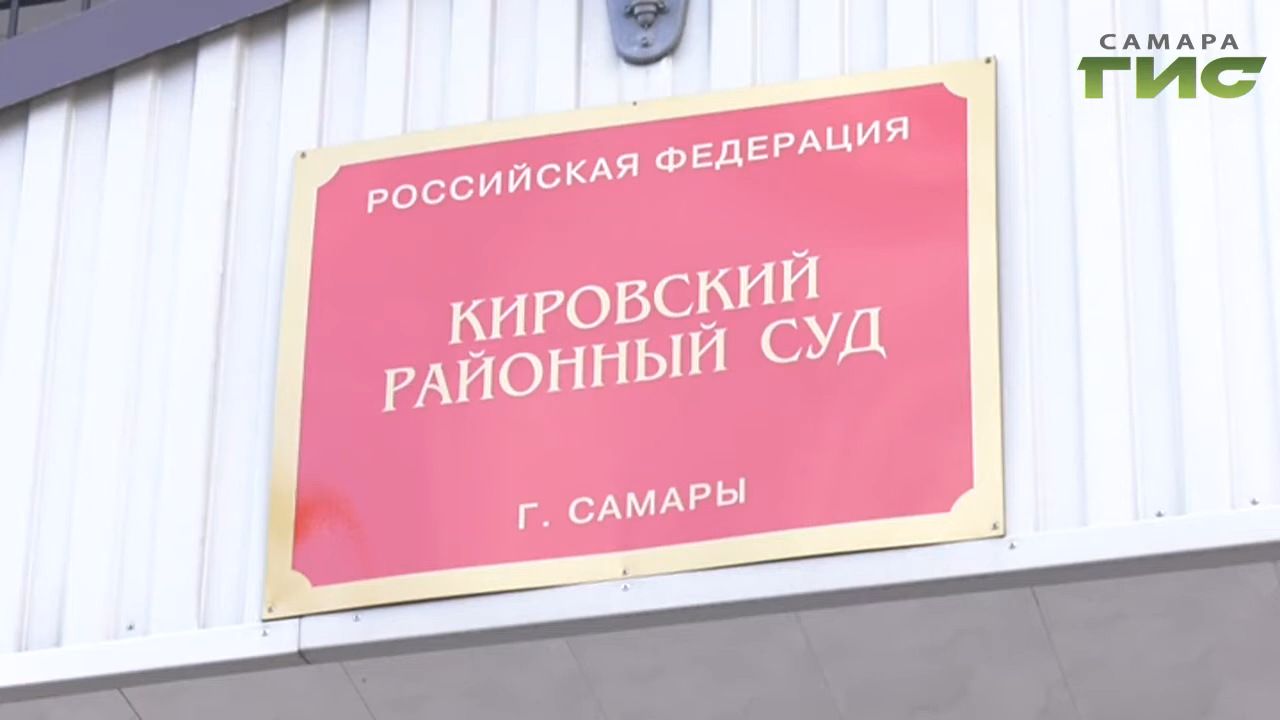 САМАРА
ГИС
РОССИЙСКАЯ ФЕДЕРАЦИЯ
КИРОВСКИЙ
РАЙОННЫЙ СУД
Г. САМАРЫ